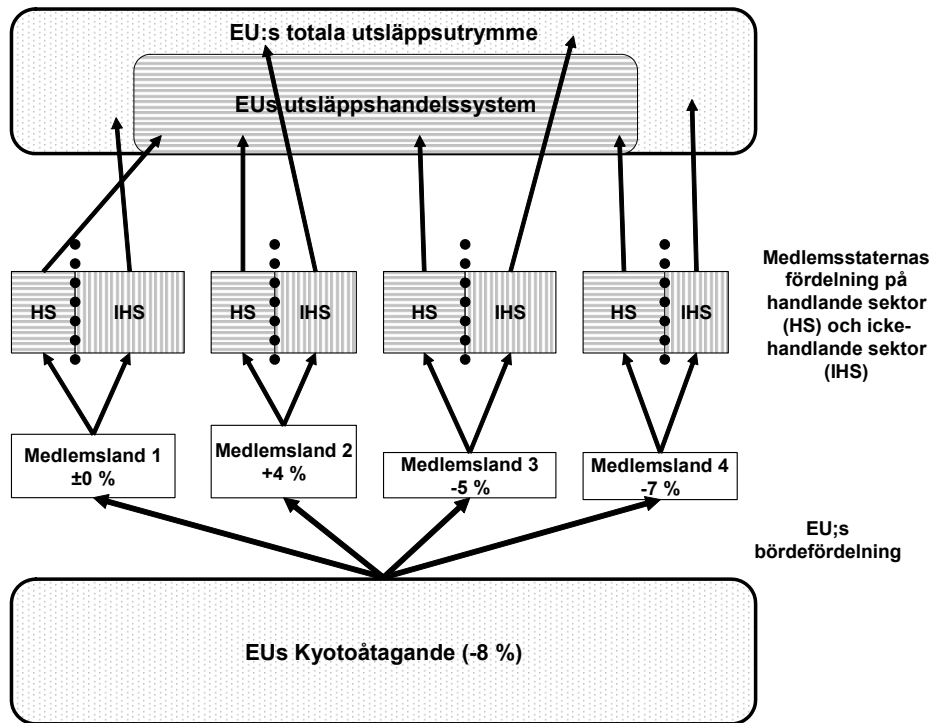 EU:s totala utsläppsutrymme
EUs utsläppshandelssystem
HS IHS
HS IHS
HS IHS
HS IHS
Medlemsstaternas
fördelning på
handlande sektor
(HS) och icke-
handlande sektor
(IHS)
Medlemsland 1
±0 %
Medlemsland 2
+4 %
Medlemsland 3
-5 %
Medlemsland 4
-7 %
EU;s
bördefördelning
EUs Kyotoåtagande (-8 %)